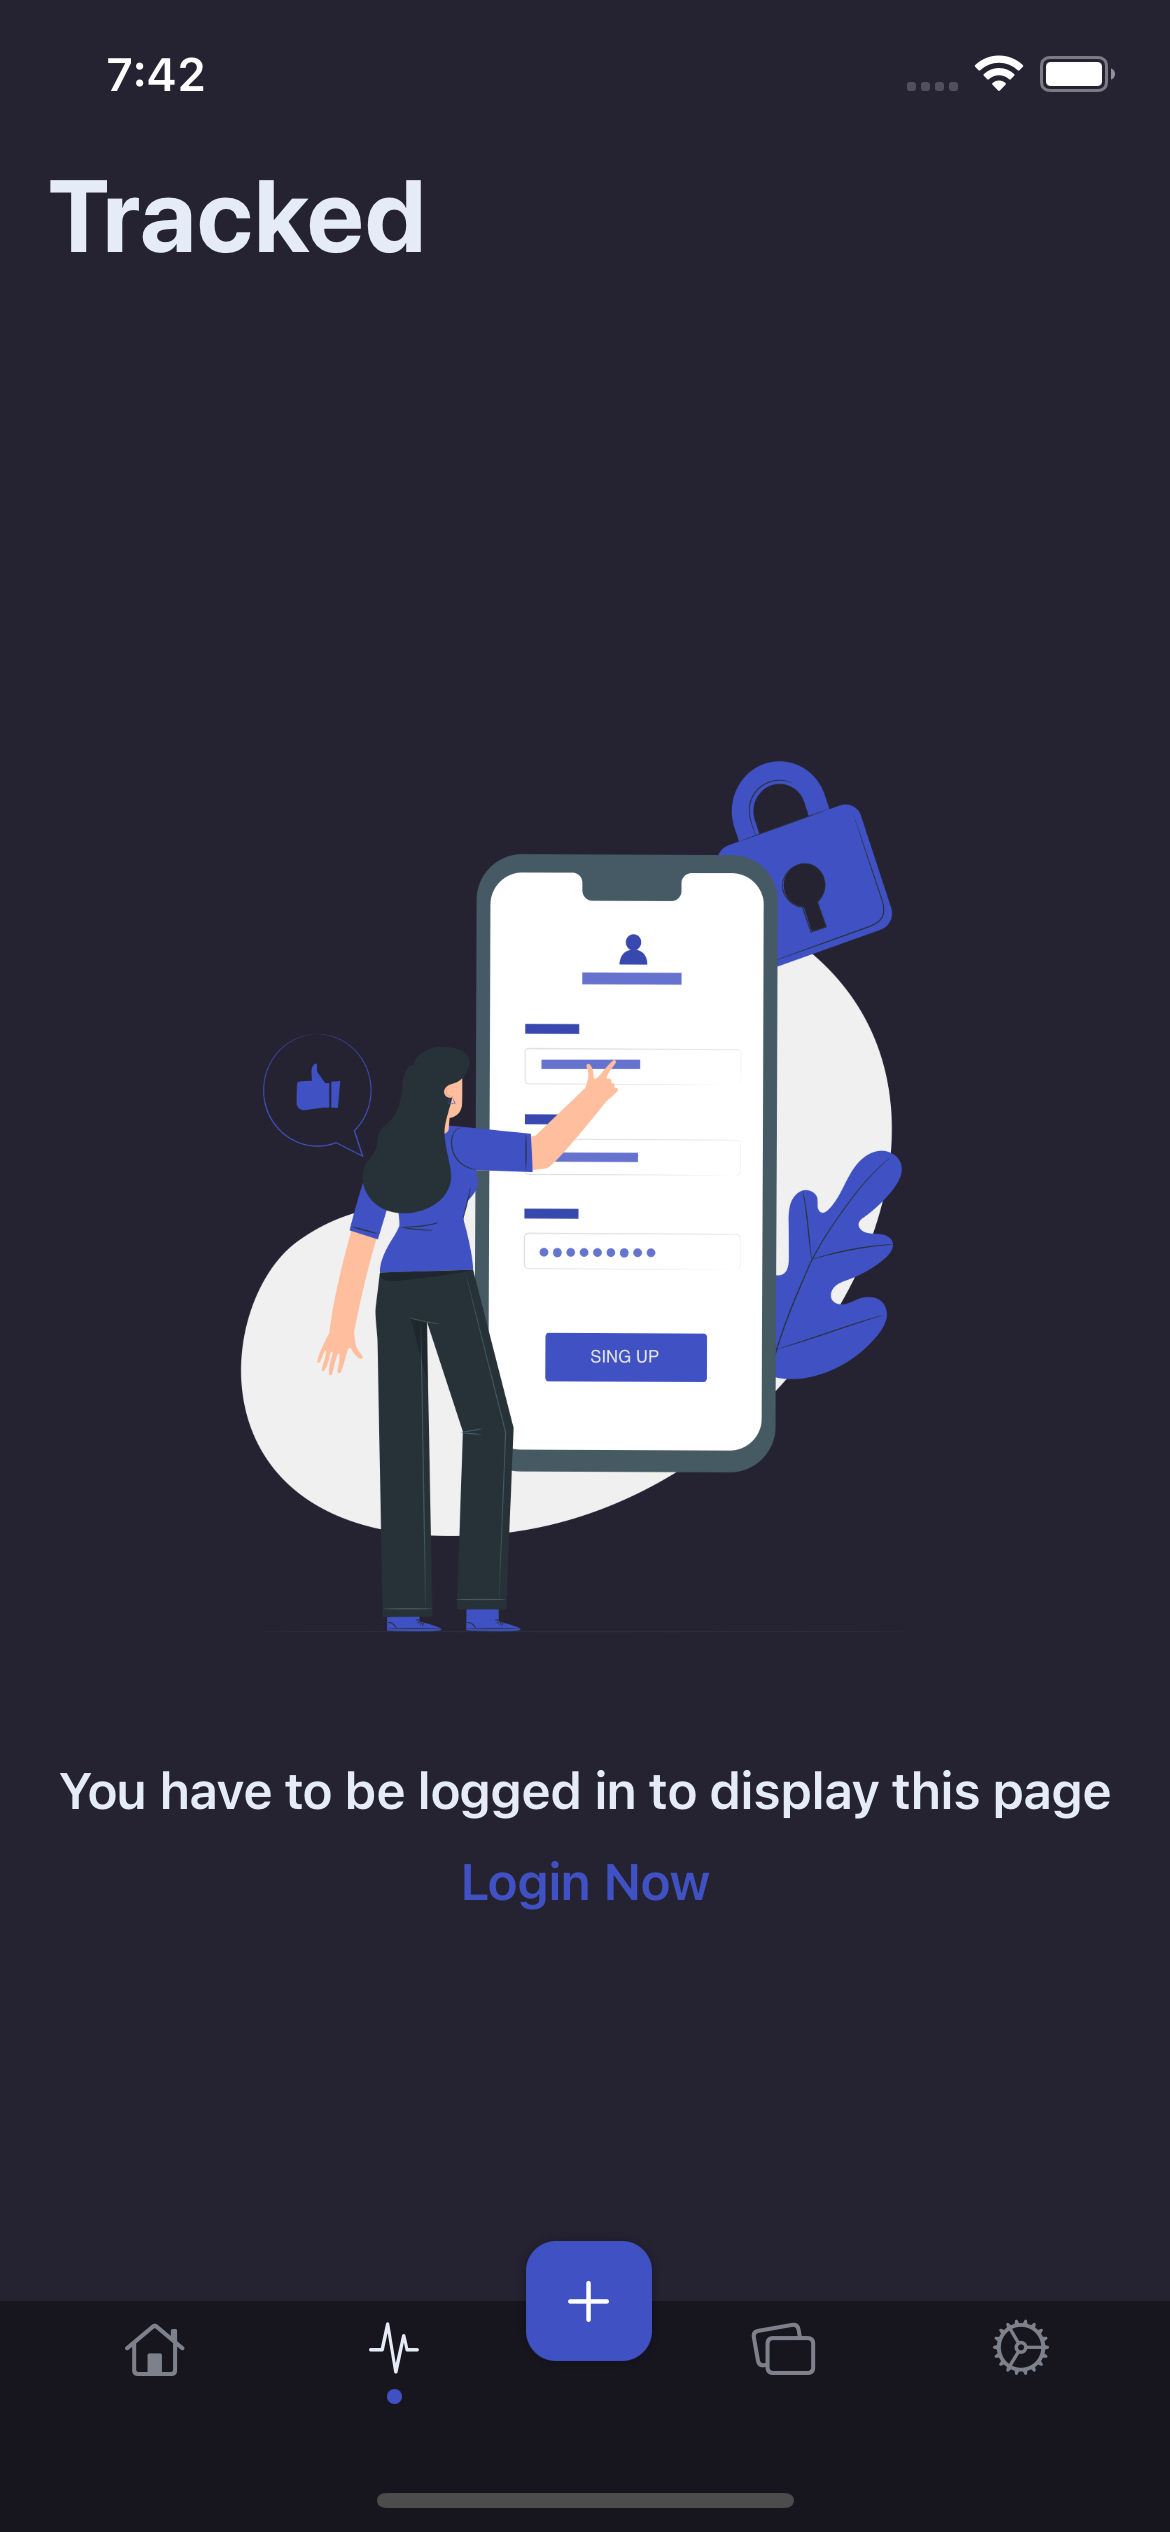 7:42
Tracked
SING UP
You have to be logged in to display this page
Login Now